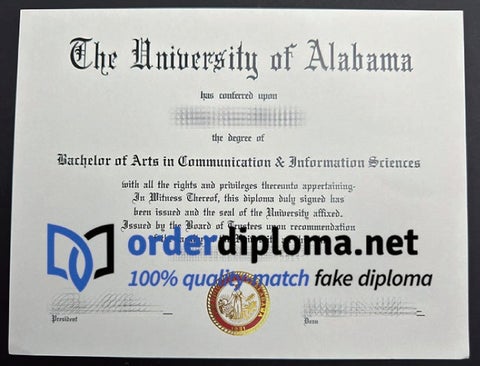 The University of Alabama
has conferred upon
the degree of
Bachelor of Arts in Communication & Information Sciences
with all the rights and privileges thereunto appertaining.
In Witness Thereof, this diploma duly signed has
been issued and the seal of the University affixed.
Issued by the Board of Trustees upon recommendation
orderdiploma.net
100% quality match fake diploma
President
Dean